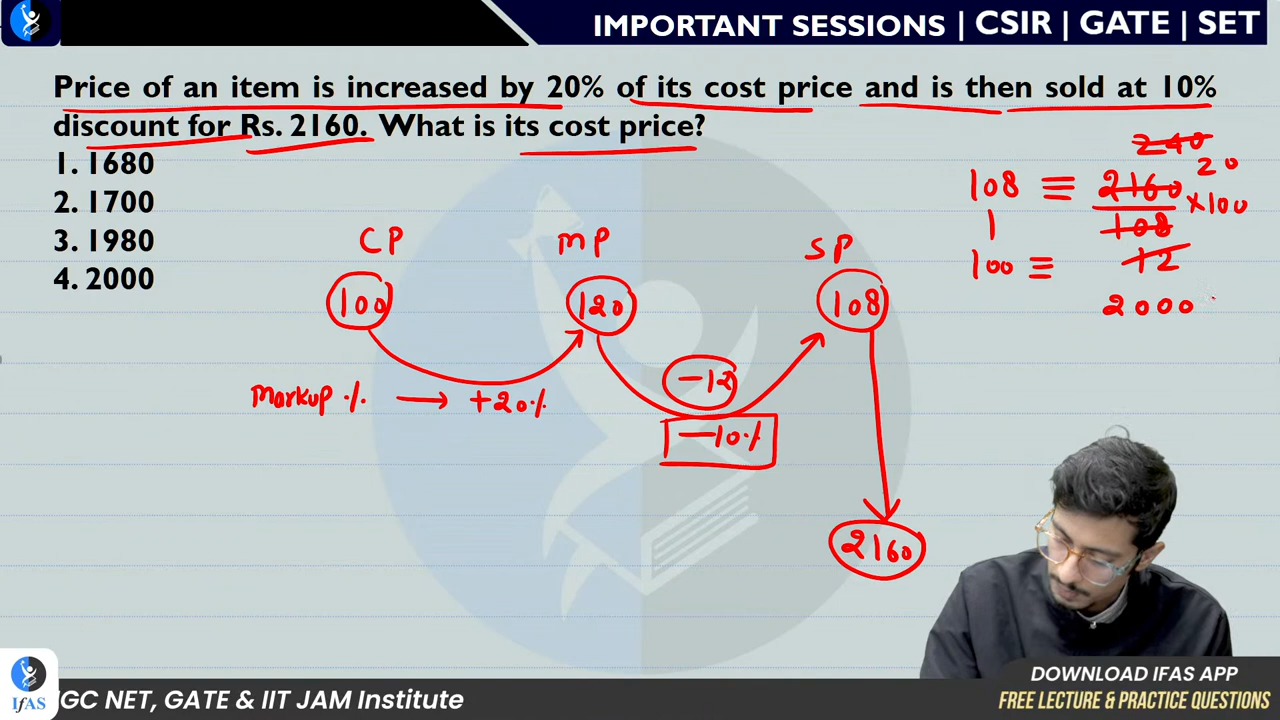 IMPORTANT SESSIONS | CSIR | GATE | SET
Price of an item is increased by 20% of its cost price and is then sold at 10%
discount for Rs. 2160. What is its cost price?
1. 1680
2. 1700
3. 1980
4. 2000
240
20
108 ≡ 2160
×100
1 108
100 ≡ 12
2000
CP MP SP
100 120 108
Markup % → +20%
-12
-10%
2160
IFAS
GC NET, GATE & IIT JAM Institute
DOWNLOAD IFAS APP
FREE LECTURE & PRACTICE QUESTIONS